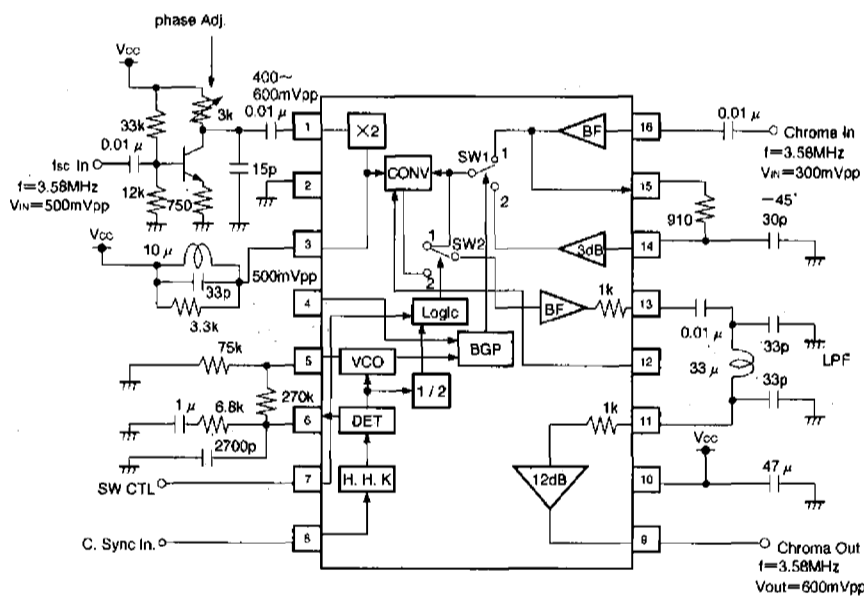 phase Adj.
Vcc
3k
400~
600mVpp
0.01 μ
33k
0.01 μ
fsc In
f=3.58MHz
VIN=500mVpp
12k
750
15p
Vcc
10 μ
33p
500mVpp
3.3k
75k
270k
1 μ
6.8k
2700p
SW CTL
C. Sync In.
1
2
3
4
5
6
7
8
×2
CONV
SW1
1
2
1
SW2
2
BF
3dB
BF
1k
Logic
BGP
VCO
1/2
DET
H. H. K
1k
12dB
16
15
14
13
12
11
10
9
0.01 μ
Chroma In
f=3.58MHz
VIN=300mVpp
910
-45°
30p
0.01 μ
33p
LPF
33 μ
33p
Vcc
47 μ
Chroma Out
f=3.58MHz
Vout=600mVpp